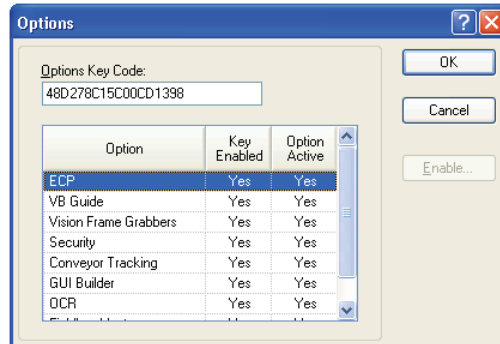 Options
Options Key Code:
OK
48D278C15C00CD1398
Cancel
Option Key Enabled Option Active
Enable...
ECP Yes Yes
VB Guide Yes Yes
Vision Frame Grabbers Yes Yes
Security Yes Yes
Conveyor Tracking Yes Yes
GUI Builder Yes Yes
OCR Yes Yes